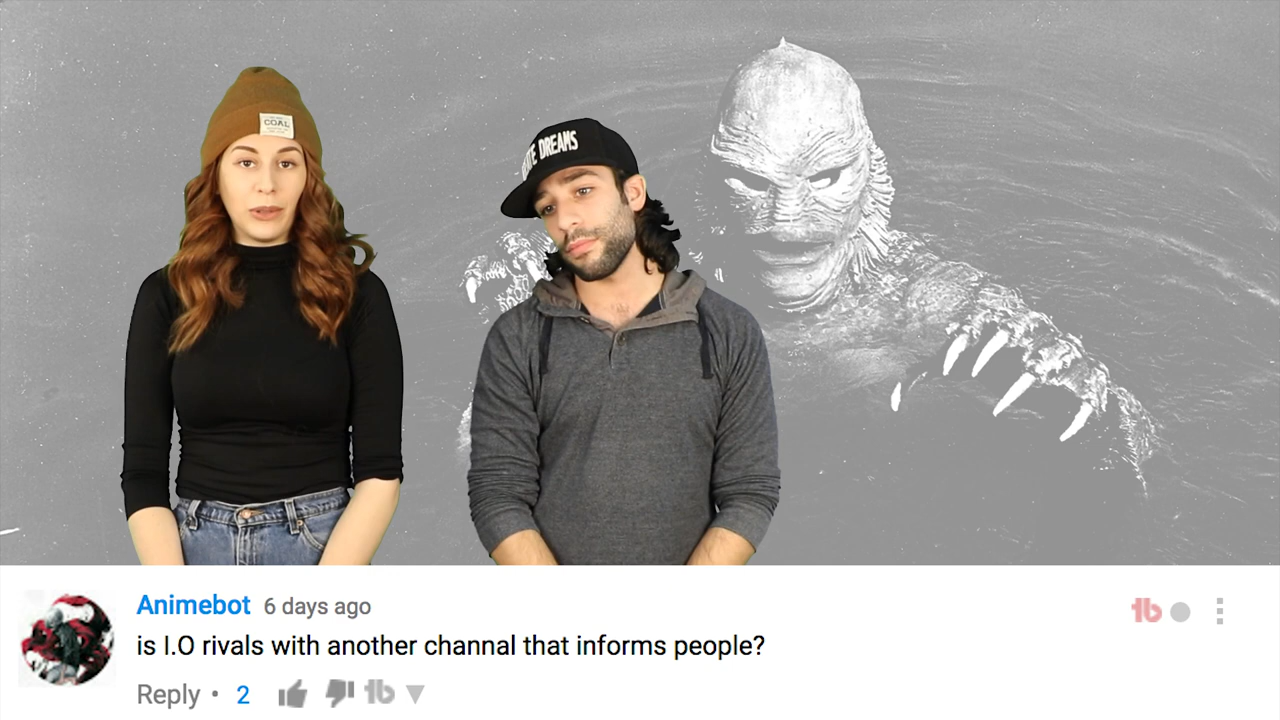 COAL
DREAMS
Animebot 6 days ago
is I.O rivals with another channal that informs people?
Reply • 2